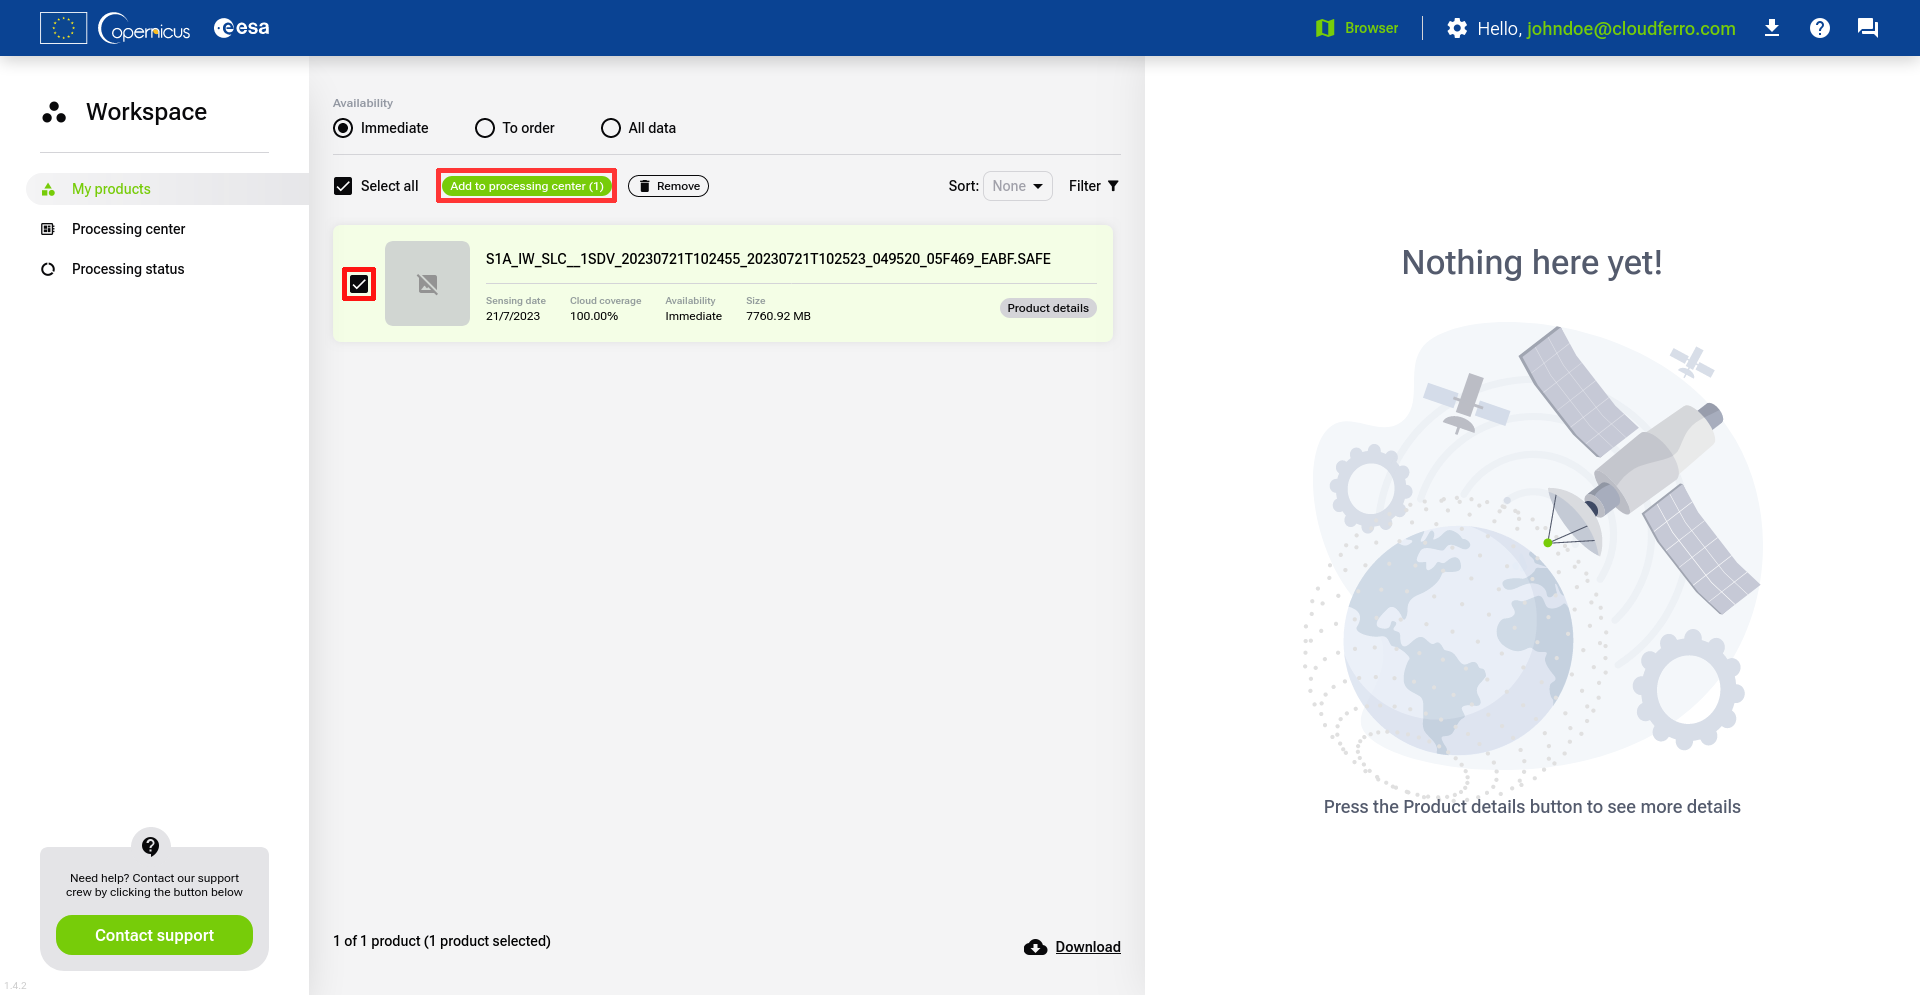 opernicus
esa
Browser
Hello, johndoe@cloudferro.com
Workspace
My products
Processing center
Processing status
Availability
Immediate
To order
All data
Select all
Add to processing center (1)
Remove
Sort:
None
Filter
S1A_IW_SLC__1SDV_20230721T102455_20230721T102523_049520_05F469_EABF.SAFE
Sensing date
21/7/2023
Cloud coverage
100.00%
Availability
Immediate
Size
7760.92 MB
Product details
Nothing here yet!
Press the Product details button to see more details
Need help? Contact our support
crew by clicking the button below
Contact support
1 of 1 product (1 product selected)
Download
1.4.2